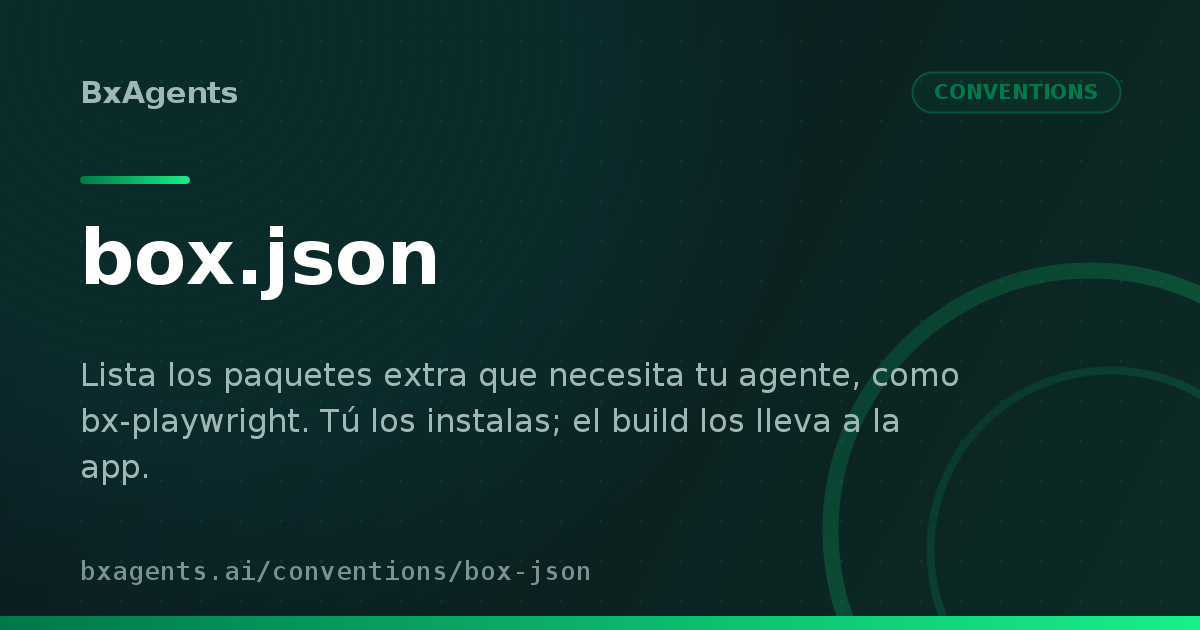 BxAgents
CONVENTIONS
box.json
Lista los paquetes extra que necesita tu agente, como
bx-playwright. Tú los instalas; el build los lleva a la
app.
bxagents.ai/conventions/box-json